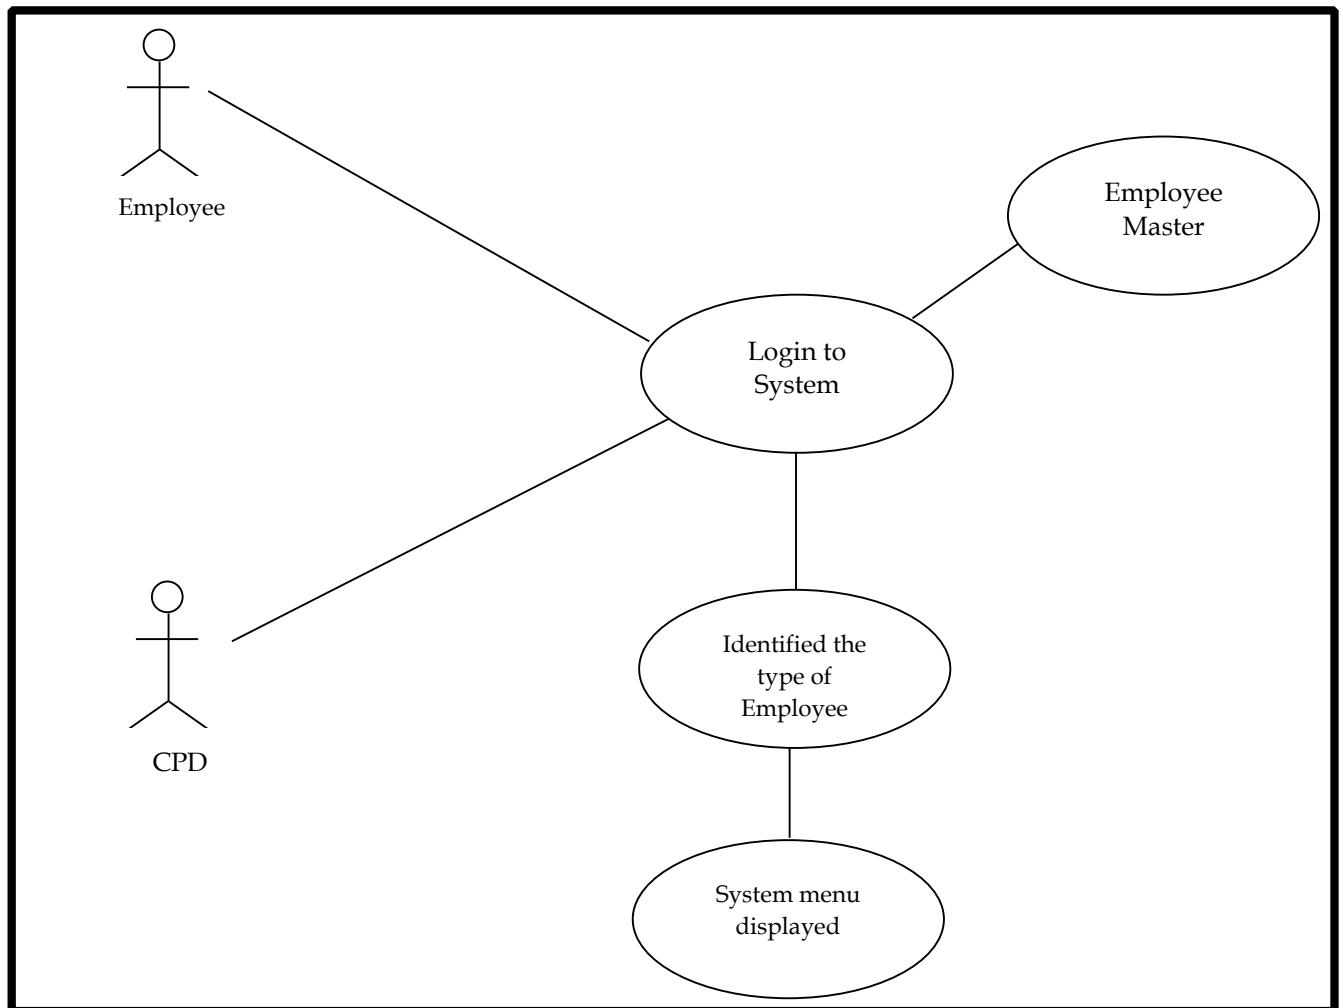 Employee
Employee
Master
Login to
System
Identified the
type of
Employee
CPD
System menu
displayed